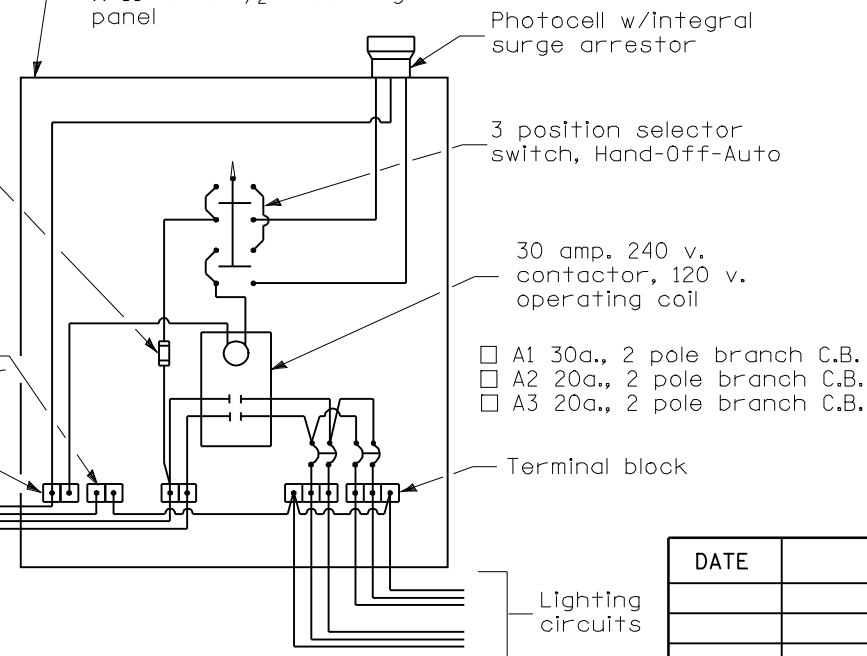 panel
Photocell w/integral
surge arrestor
3 position selector
switch, Hand-Off-Auto
30 amp. 240 v.
contactor, 120 v.
operating coil
☐ A1 30a., 2 pole branch C.B.
☐ A2 20a., 2 pole branch C.B.
☐ A3 20a., 2 pole branch C.B.
Terminal block
DATE
Lighting
circuits